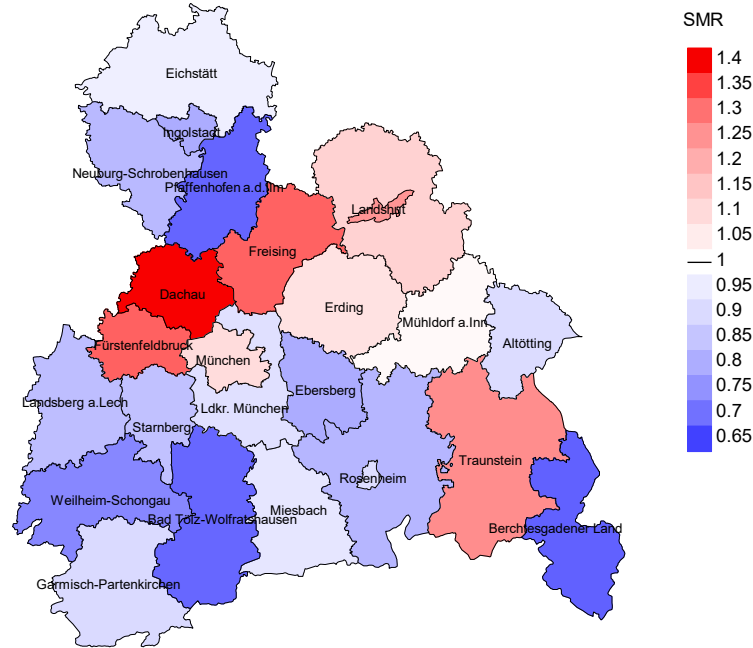 SMR
Eichstätt
1.4
1.35
1.3
1.25
1.2
1.15
1.1
1.05
1
0.95
0.9
0.85
0.8
0.75
0.7
0.65
Ingolstadt
Neuburg-Schrobenhausen
Pfaffenhofen a.d.Ilm
Landshut
Freising
Dachau
Erding
Mühldorf a.Inn
Fürstenfeldbruck
München
Altötting
Ebersberg
Landsberg a.Lech
Ldkr. München
Starnberg
Traunstein
Rosenheim
Weilheim-Schongau
Miesbach
Bad Tölz-Wolfratshausen
Berchtesgadener Land
Garmisch-Partenkirchen